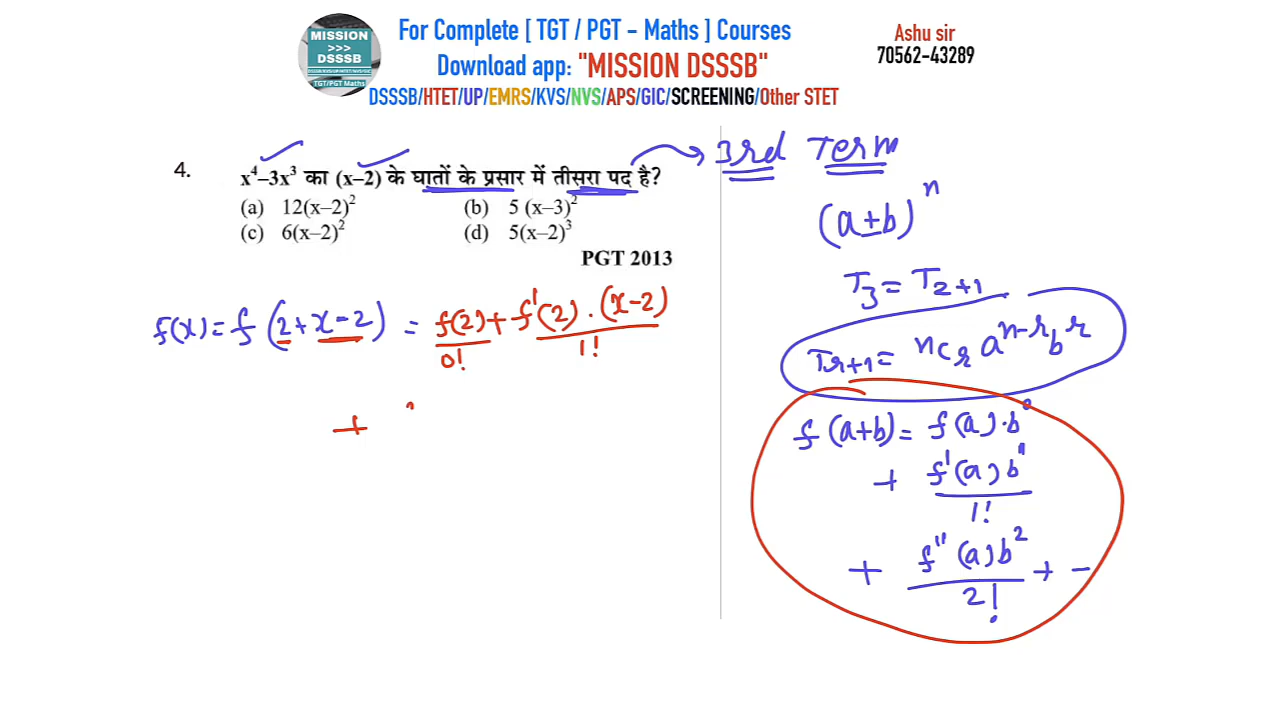 MISSION
>>>
DSSSB
TGT/PGT Maths
For Complete [ TGT / PGT - Maths ] Courses
Download app: "MISSION DSSSB"
DSSSB/HTET/UP/EMRS/KVS/NVS/APS/GIC/SCREENING/Other STET
Ashu sir
70562-43289
4. x⁴–3x³ का (x–2) के घातों के प्रसार में तीसरा पद है?
(a) 12(x–2)² (b) 5 (x–3)²
(c) 6(x–2)² (d) 5(x–2)³
PGT 2013
f(x)=f(2+x-2) = f(2)/0! + f'(2).(x-2)/1!
+
3rd Term
(a+b)ⁿ
T₃=T₂₊₁
Tr+1= ncr aⁿ⁻ʳbʳ
f(a+b)= f(a).b⁰
+ f'(a)b¹/1!
+ f''(a)b²/2! + -